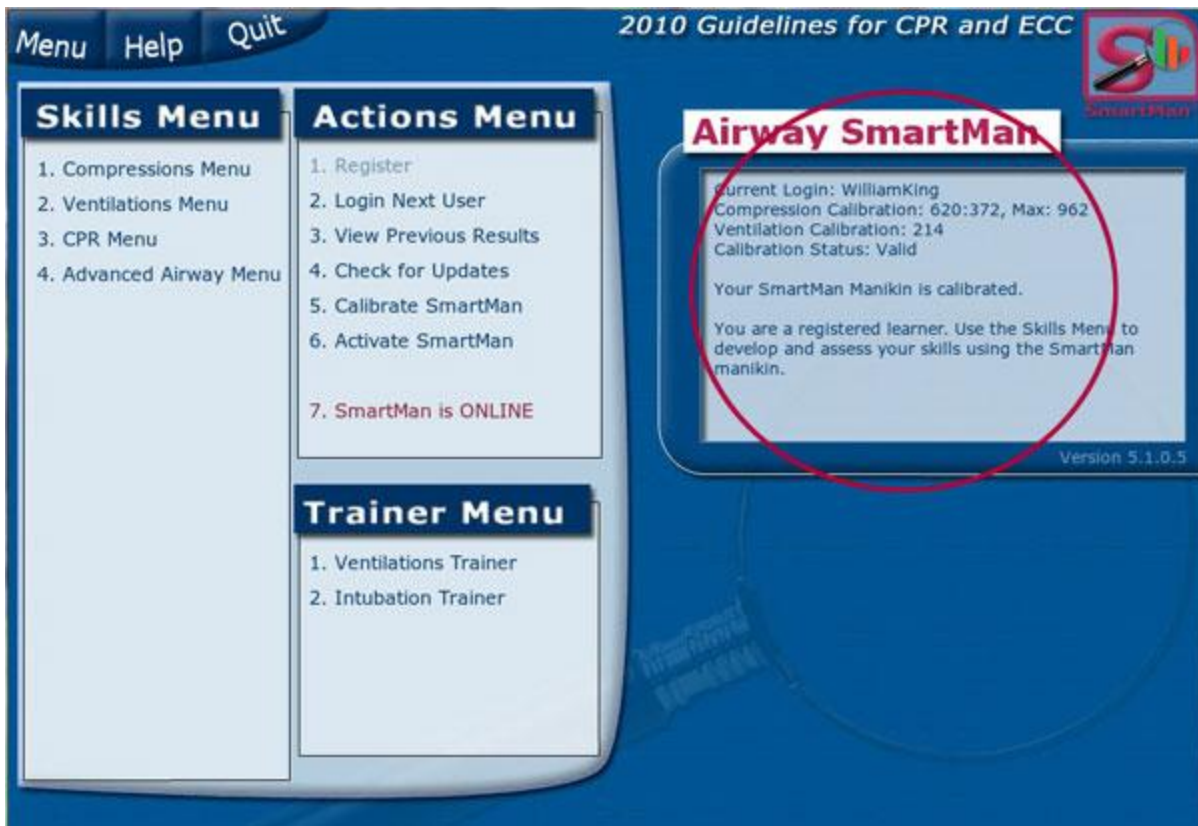 Menu Help Quit
2010 Guidelines for CPR and ECC
SmartMan
Skills Menu
1. Compressions Menu
2. Ventilations Menu
3. CPR Menu
4. Advanced Airway Menu
Actions Menu
1. Register
2. Login Next User
3. View Previous Results
4. Check for Updates
5. Calibrate SmartMan
6. Activate SmartMan
7. SmartMan is ONLINE
Trainer Menu
1. Ventilations Trainer
2. Intubation Trainer
Airway SmartMan
Current Login: WilliamKing
Compression Calibration: 620:372, Max: 962
Ventilation Calibration: 214
Calibration Status: Valid
Your SmartMan Manikin is calibrated.
You are a registered learner. Use the Skills Menu to
develop and assess your skills using the SmartMan
manikin.
Version 5.1.0.5